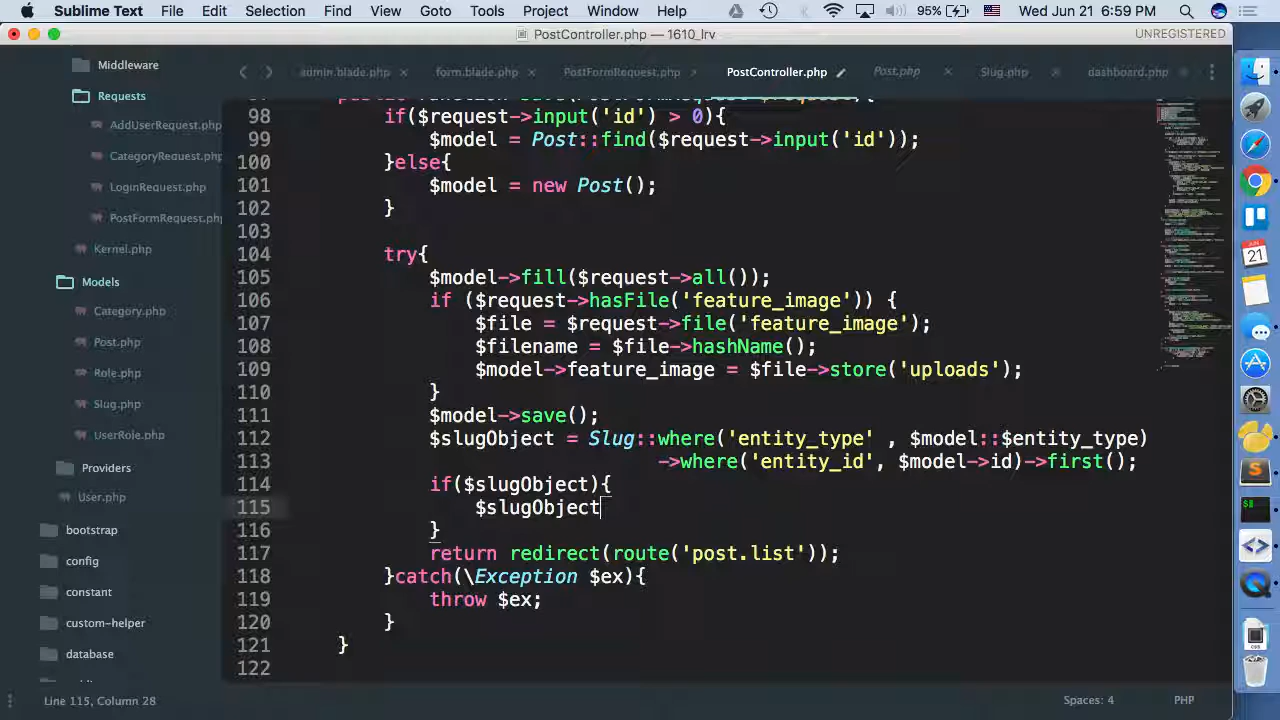 Sublime Text File Edit Selection Find View Goto Tools Project Window Help 95% Wed Jun 21 6:59 PM
PostController.php — 1610_lrv UNREGISTERED
admin.blade.php form.blade.php PostFormRequest.php PostController.php Post.php Slug.php dashboard.php
Middleware
Requests
AddUserRequest.php
CategoryRequest.php
LoginRequest.php
PostFormRequest.php
Kernel.php
Models
Category.php
Post.php
Role.php
Slug.php
UserRole.php
Providers
User.php
bootstrap
config
constant
custom-helper
database
98 if($request->input('id') > 0){
99 $model = Post::find($request->input('id'));
100 }else{
101 $model = new Post();
102 }
103
104 try{
105 $model->fill($request->all());
106 if ($request->hasFile('feature_image')) {
107 $file = $request->file('feature_image');
108 $filename = $file->hashName();
109 $model->feature_image = $file->store('uploads');
110 }
111 $model->save();
112 $slugObject = Slug::where('entity_type' , $model::$entity_type)
113 ->where('entity_id', $model->id)->first();
114 if($slugObject){
115 $slugObject
116 }
117 return redirect(route('post.list'));
118 }catch(\Exception $ex){
119 throw $ex;
120 }
121 }
122
Line 115, Column 28 Spaces: 4 PHP
JAN
21